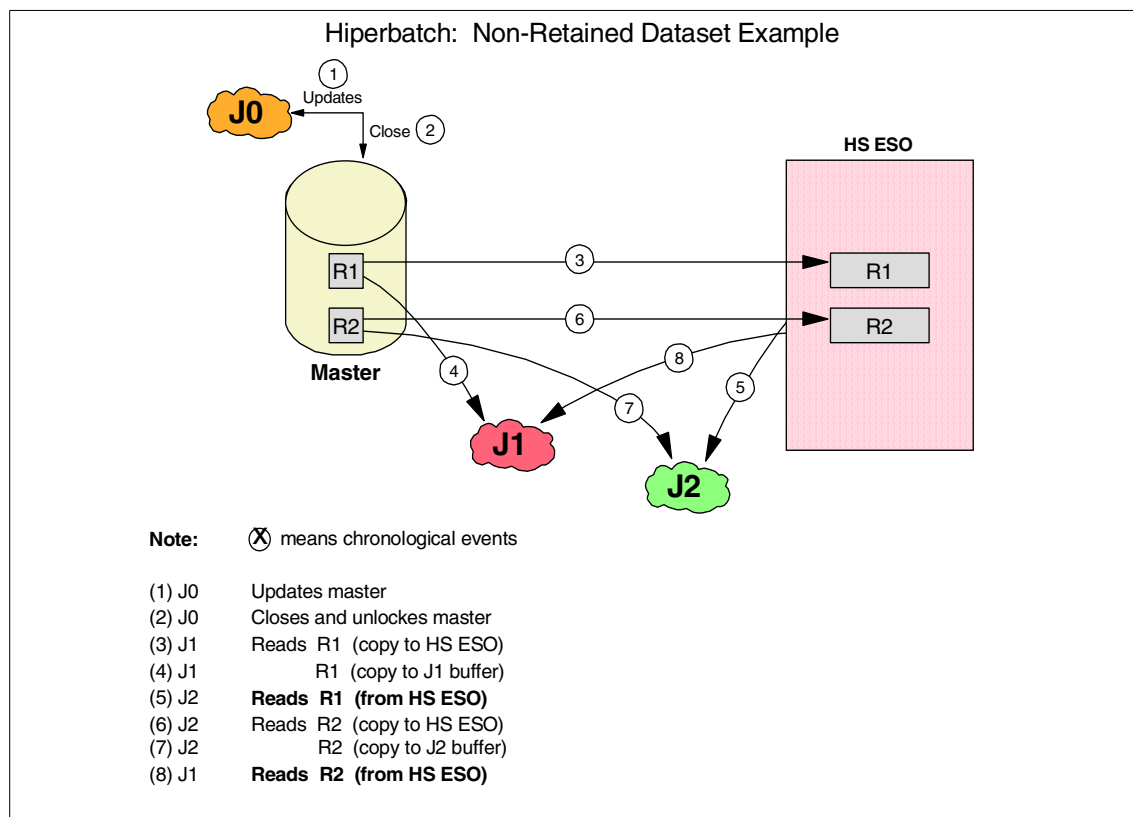 Hiperbatch: Non-Retained Dataset Example
1
Updates
J0
Close 2
HS ESO
R1
3
R1
R2
6
R2
Master
4
8
5
7
J1
J2
Note: X means chronological events
(1) J0 Updates master
(2) J0 Closes and unlockes master
(3) J1 Reads R1 (copy to HS ESO)
(4) J1 R1 (copy to J1 buffer)
(5) J2 Reads R1 (from HS ESO)
(6) J2 Reads R2 (copy to HS ESO)
(7) J2 R2 (copy to J2 buffer)
(8) J1 Reads R2 (from HS ESO)